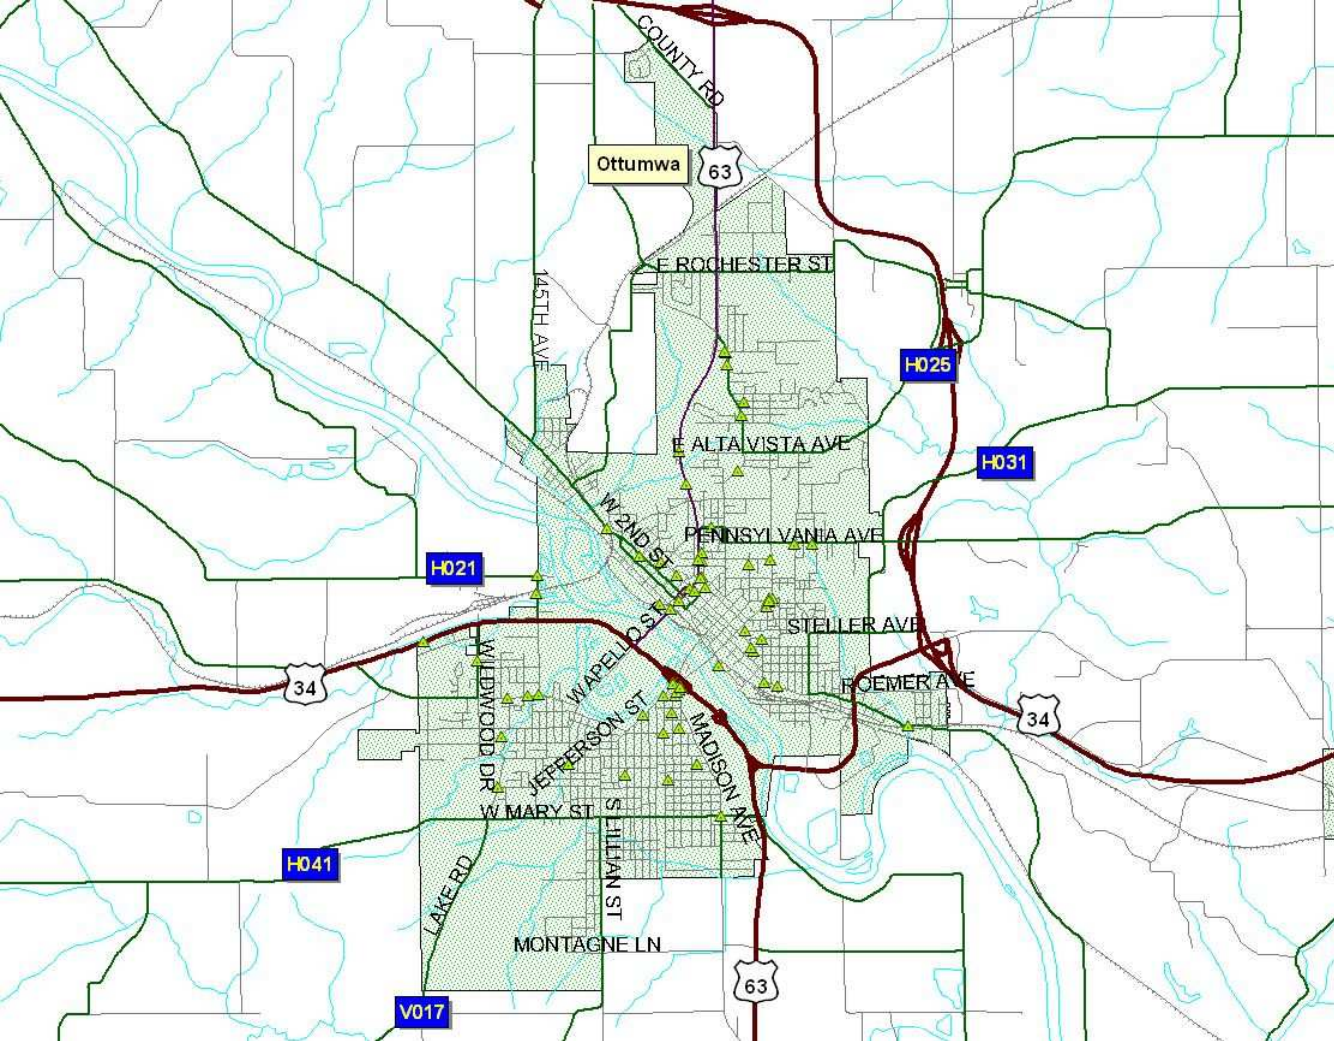 COUNTY RD
Ottumwa
63
E ROCHESTER ST
145TH AVE
H025
E ALTA VISTA AVE
H031
W 2ND ST
PENNSYLVANIA AVE
H021
STELLER AVE
WAPELLO ST
34
WILDWOOD DR
ROEMER AVE
34
JEFFERSON ST
MADISON AVE
W MARY ST
S LILLIAN ST
H041
LAKE RD
MONTAGNE LN
63
V017